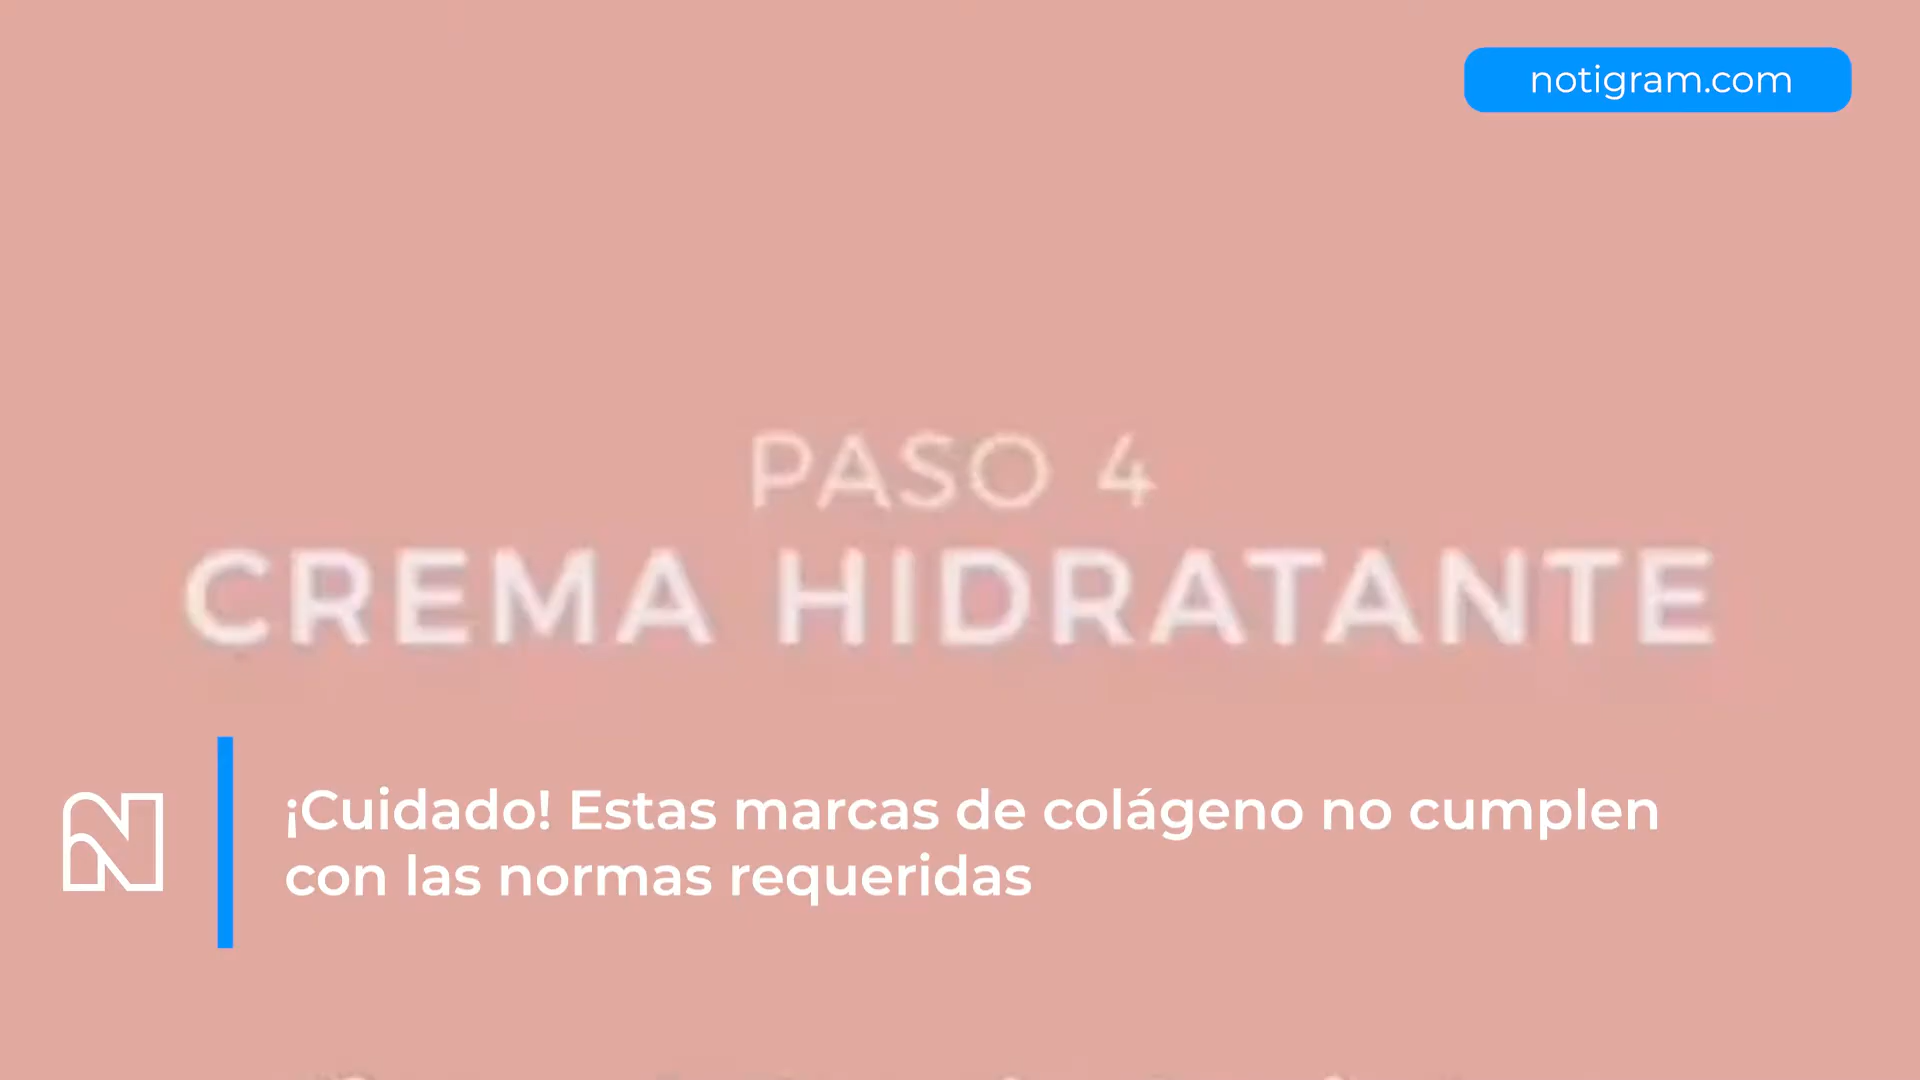 notigram.com
PASO 4
CREMA HIDRATANTE
¡Cuidado! Estas marcas de colágeno no cumplen
con las normas requeridas